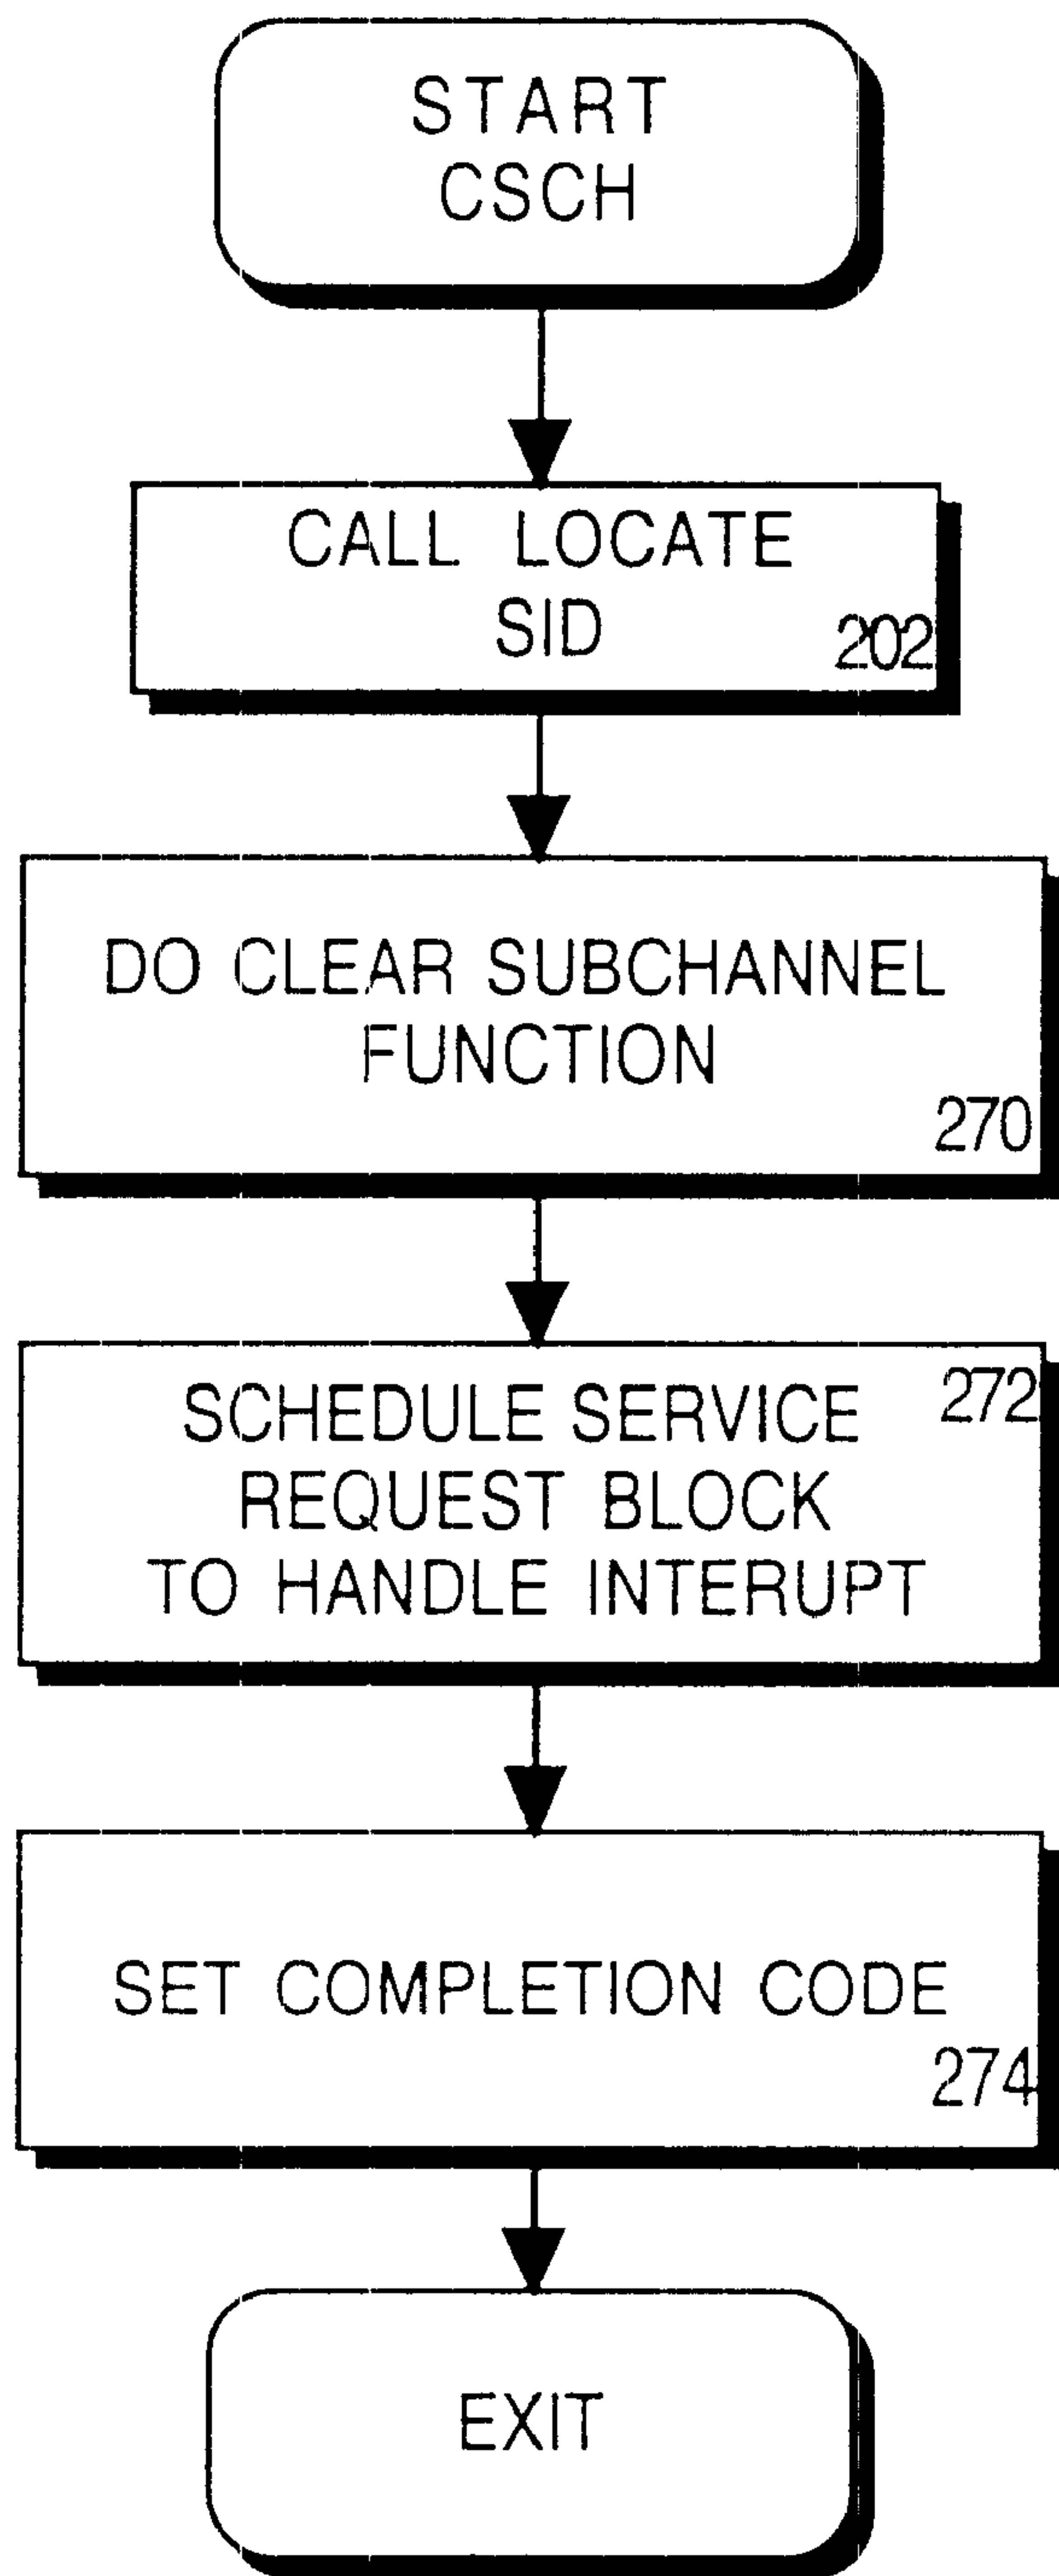 START
CSCH
CALL LOCATE
SID
202
DO CLEAR SUBCHANNEL
FUNCTION
270
272
SCHEDULE SERVICE
REQUEST BLOCK
TO HANDLE INTERUPT
SET COMPLETION CODE
274
EXIT